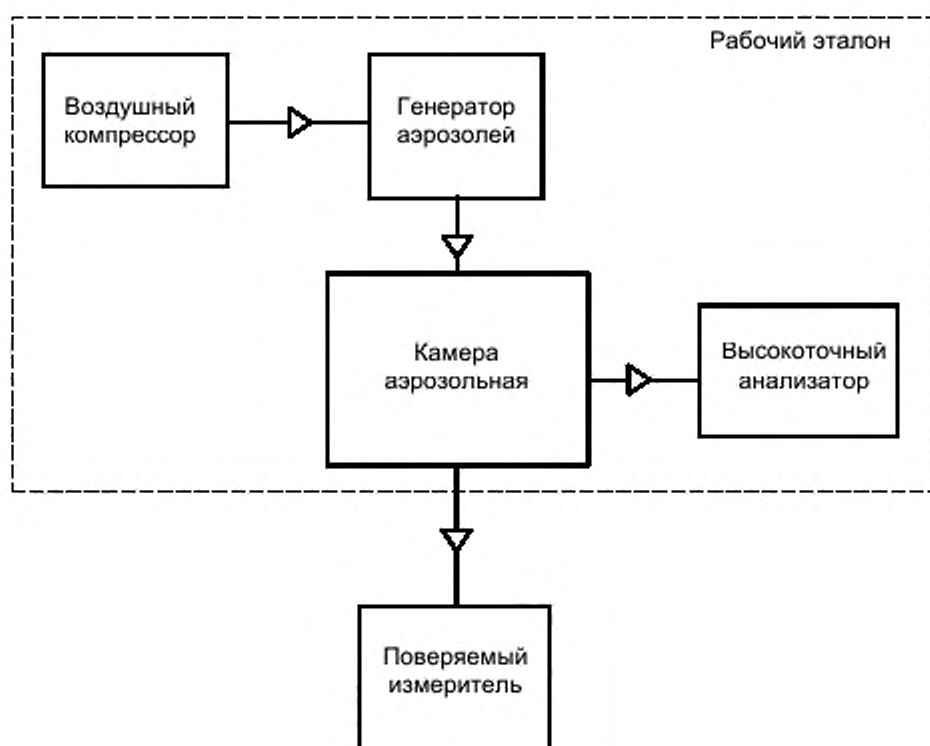 Рабочий эталон
Воздушный
компрессор
Генератор
аэрозолей
Камера
аэрозольная
Высокоточный
анализатор
Поверяемый
измеритель